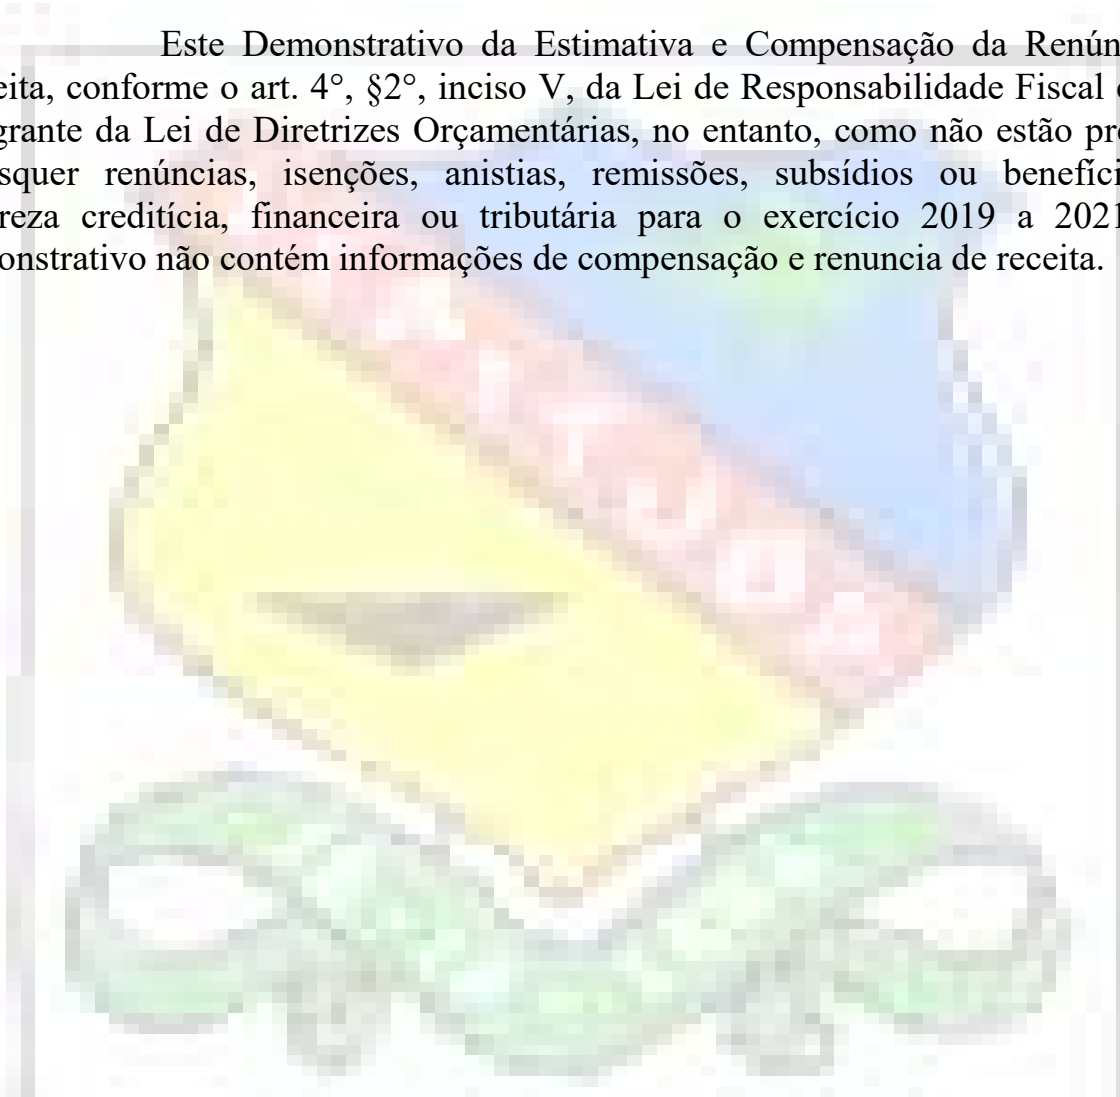 Este Demonstrativo da Estimativa e Compensação da Renún
eita, conforme o art. 4°, §2°, inciso V, da Lei de Responsabilidade Fiscal
grante da Lei de Diretrizes Orçamentárias, no entanto, como não estão pr
squer renúncias, isenções, anistias, remissões, subsídios ou benefíci
reza creditícia, financeira ou tributária para o exercício 2019 a 2021
onstrativo não contém informações de compensação e renuncia de receita.